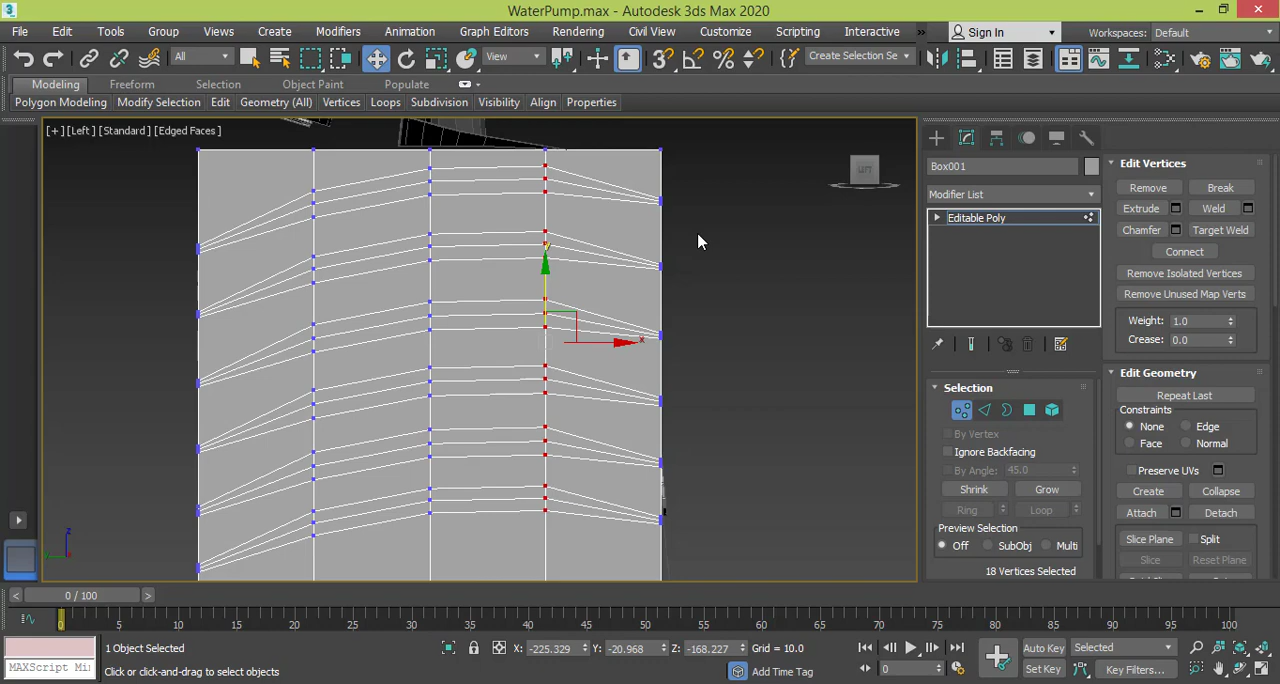 WaterPump.max - Autodesk 3ds Max 2020
File Edit Tools Group Views Create Modifiers Animation Graph Editors Rendering Civil View Customize Scripting Interactive » Sign In Workspaces: Default
All View Create Selection Se
Modeling Freeform Selection Object Paint Populate
Polygon Modeling Modify Selection Edit Geometry (All) Vertices Loops Subdivision Visibility Align Properties
[+] [Left] [Standard] [Edged Faces]
Box001
Modifier List
Editable Poly
Selection
By Vertex
Ignore Backfacing
By Angle: 45.0
Shrink Grow
Ring Loop
Preview Selection
Off SubObj Multi
18 Vertices Selected
Edit Vertices
Remove Break
Extrude Weld
Chamfer Target Weld
Connect
Remove Isolated Vertices
Remove Unused Map Verts
Weight: 1.0
Crease: 0.0
Edit Geometry
Repeat Last
Constraints
None Edge
Face Normal
Preserve UVs
Create Collapse
Attach Detach
Slice Plane Split
Slice Reset Plane
z
x
< 0 / 100 >
0 5 10 15 20 25 30 35 40 45 50 55 60 65 70 75 80 85 90 95 100
1 Object Selected X: -225.329 Y: -20.968 Z: -168.227 Grid = 10.0 Auto Key Selected
MAXScript Mi Click or click-and-drag to select objects Add Time Tag 0 Set Key Key Filters...